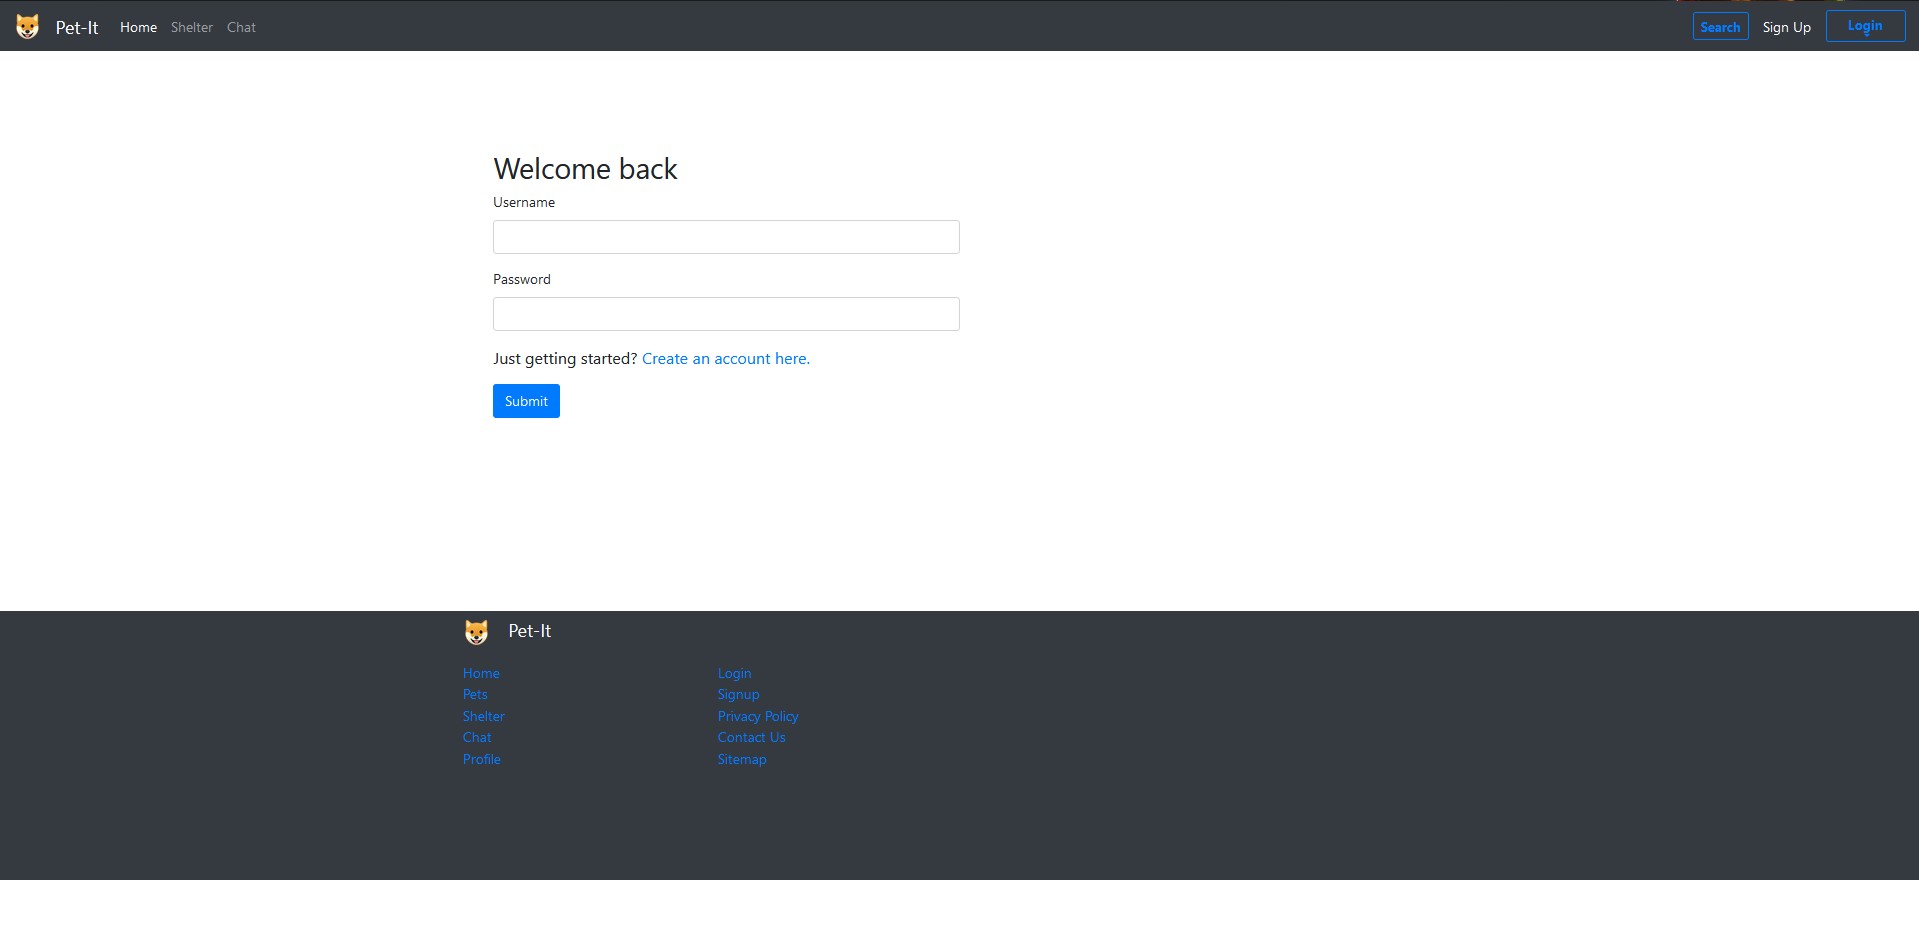 Pet-It Home Shelter Chat Search Sign Up Login
Welcome back
Username
Password
Just getting started? Create an account here.
Submit
Pet-It
Home
Pets
Shelter
Chat
Profile
Login
Signup
Privacy Policy
Contact Us
Sitemap